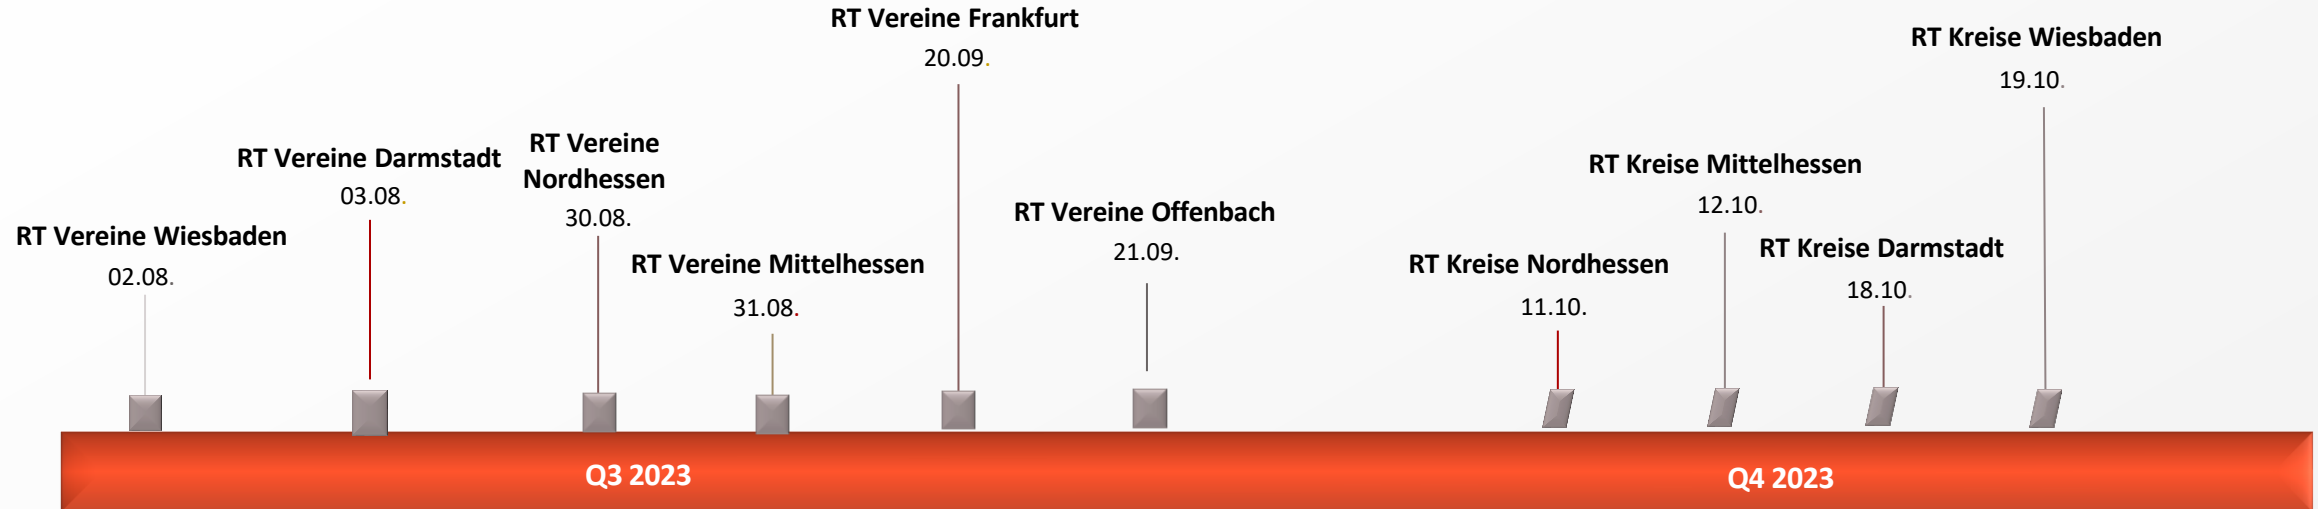 RT Vereine Wiesbaden
02.08.
RT Vereine Darmstadt
03.08.
RT Vereine
Nordhessen
30.08.
RT Vereine Mittelhessen
31.08.
RT Vereine Frankfurt
20.09.
RT Vereine Offenbach
21.09.
RT Kreise Nordhessen
11.10.
RT Kreise Mittelhessen
12.10.
RT Kreise Darmstadt
18.10.
RT Kreise Wiesbaden
19.10.
Q3 2023
Q4 2023